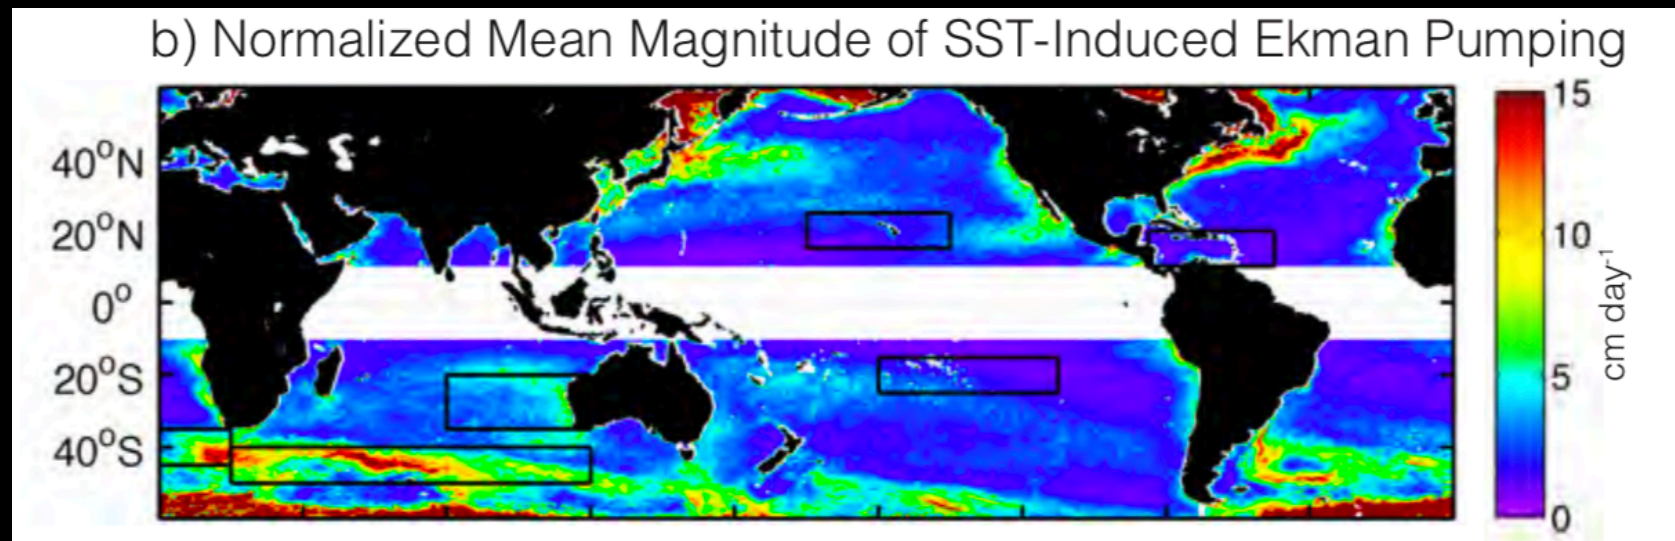 b) Normalized Mean Magnitude of SST-Induced Ekman Pumping
15
40°N
20°N
10
0°
20°S
5
40°S
0
cm day⁻¹